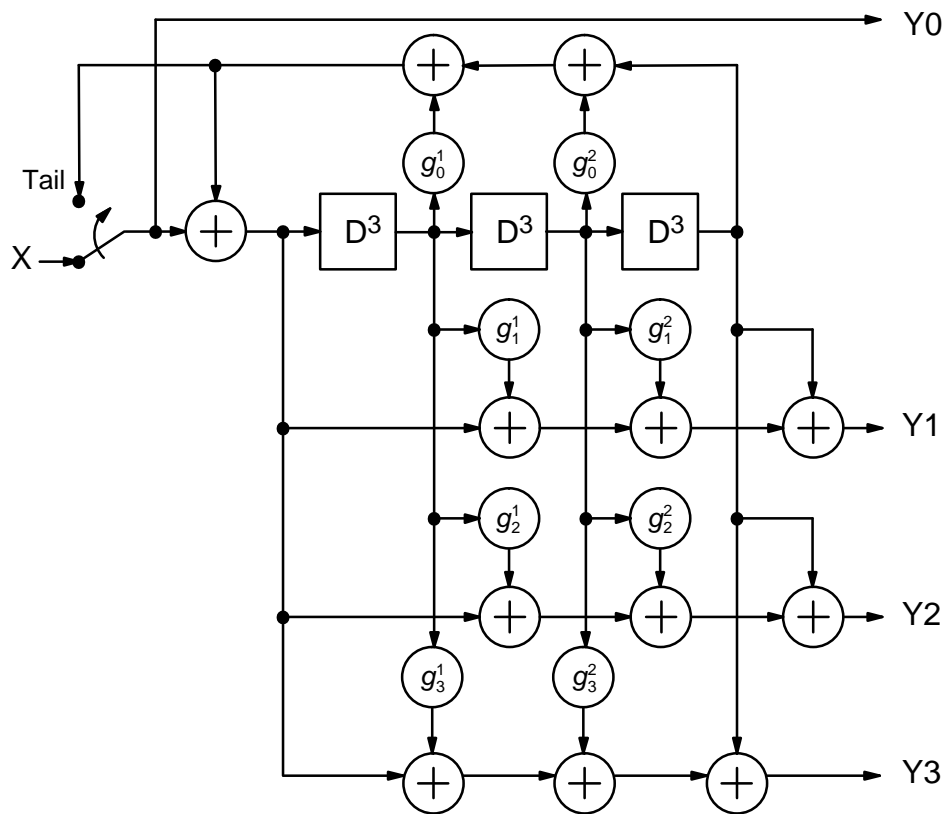 Y0
g₀¹ g₀²
Tail
X D³ D³ D³
g₁¹ g₁²
Y1
g₂¹ g₂²
Y2
g₃¹ g₃²
Y3